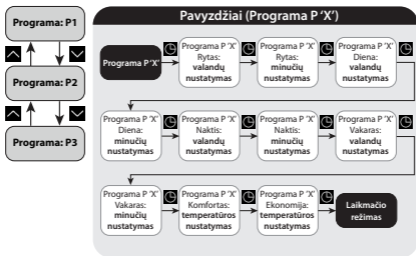 Programa: P1
Programa: P2
Programa: P3
Pavyzdžiai (Programa P 'X')
Programa P 'X'
Programa P 'X'
Rytas:
valandų
nustatymas
Programa P 'X'
Rytas:
minučių
nustatymas
Programa P 'X'
Diena:
valandų
nustatymas
Programa P 'X'
Diena:
minučių
nustatymas
Programa P 'X'
Naktis:
valandų
nustatymas
Programa P 'X'
Naktis:
minučių
nustatymas
Programa P 'X'
Vakaras:
valandų
nustatymas
Programa P 'X'
Vakaras:
minučių
nustatymas
Programa P 'X'
Komfortas:
temperatūros
nustatymas
Programa P 'X'
Ekonomija:
temperatūros
nustatymas
Laikmačio
režimas